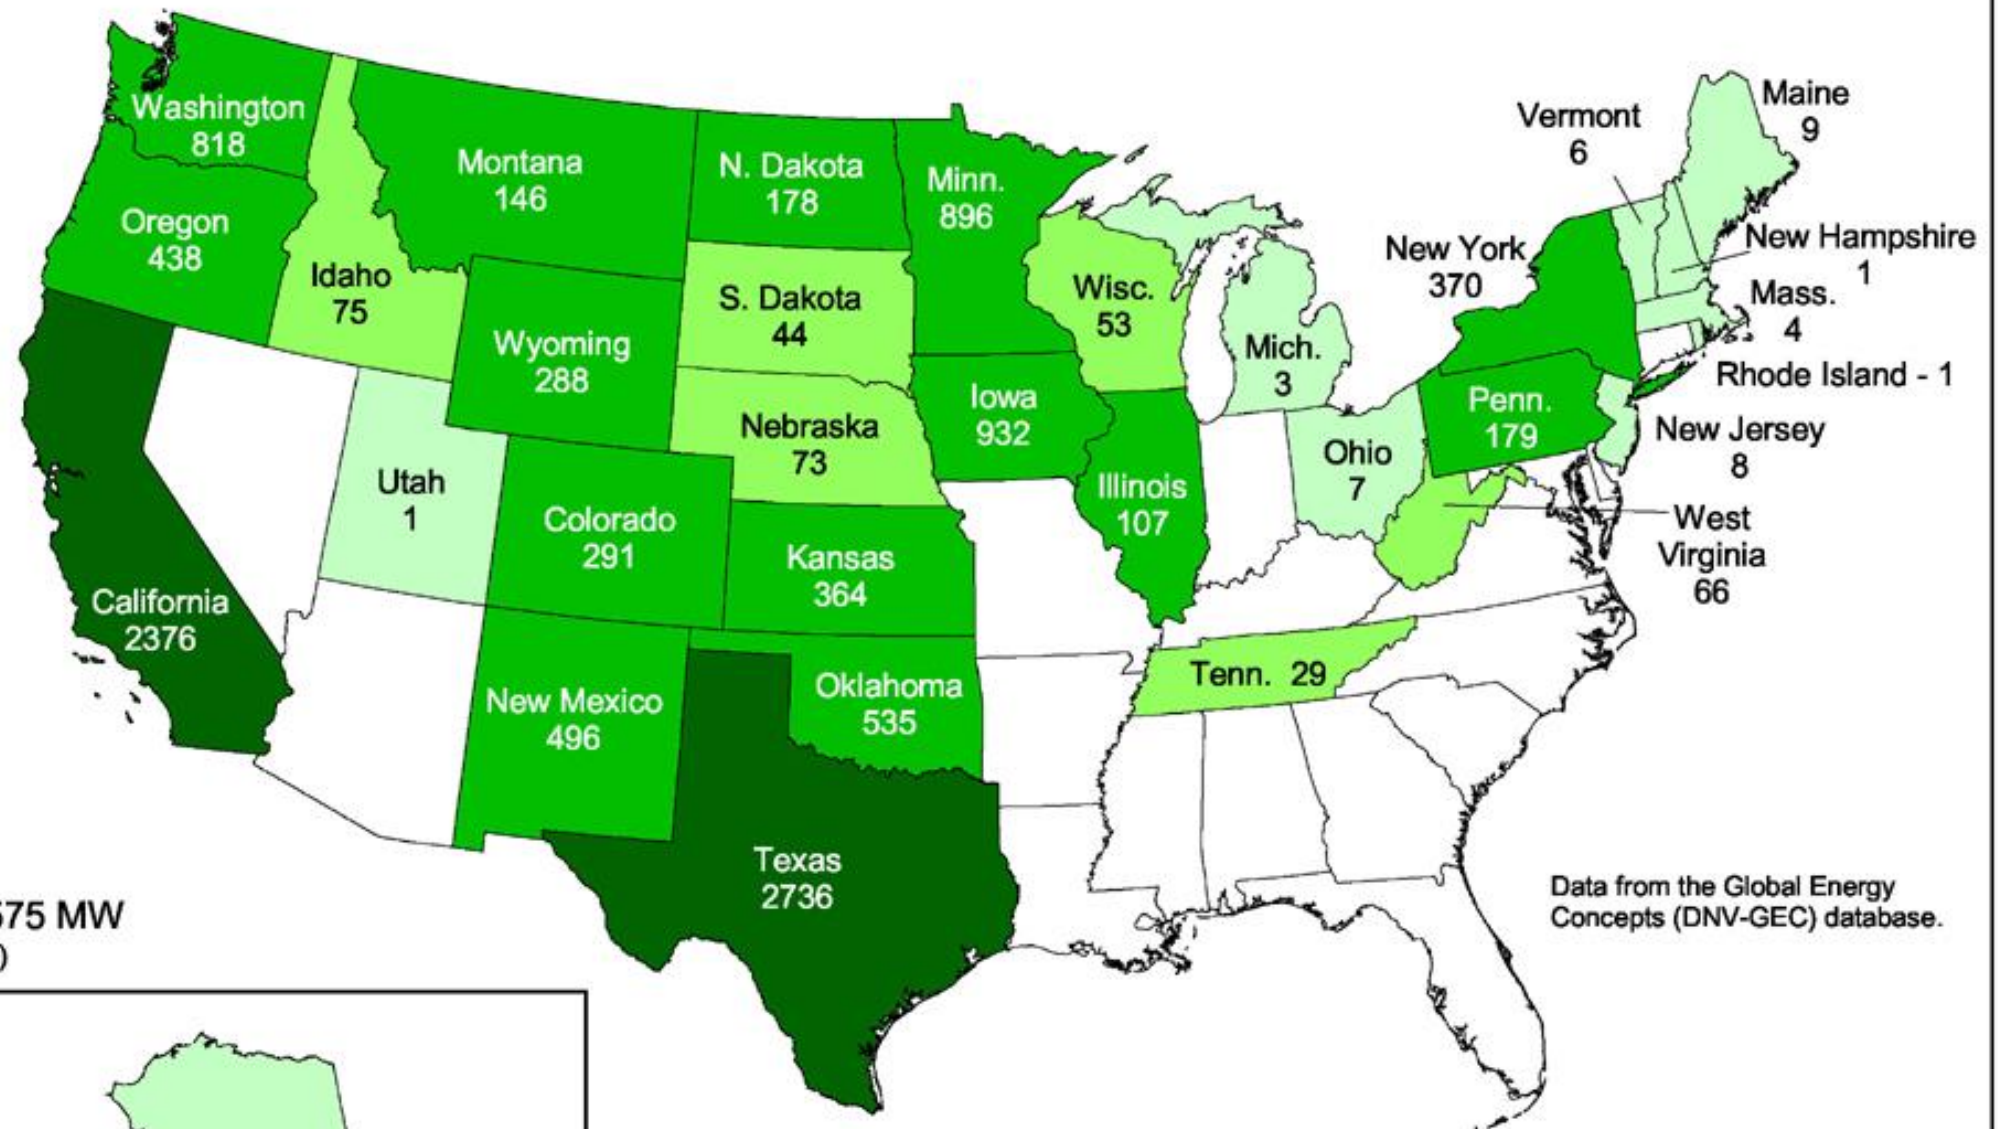 Washington
818
Oregon
438
Idaho
75
Montana
146
N. Dakota
178
Minn.
896
S. Dakota
44
Wisc.
53
Wyoming
288
Nebraska
73
Iowa
932
Illinois
107
Mich.
3
Ohio
7
Penn.
179
New York
370
Vermont
6
Maine
9
New Hampshire
1
Mass.
4
Rhode Island - 1
New Jersey
8
West
Virginia
66
California
2376
Utah
1
Colorado
291
Kansas
364
New Mexico
496
Oklahoma
535
Tenn. 29
Texas
2736
75 MW
)
Data from the Global Energy
Concepts (DNV-GEC) database.